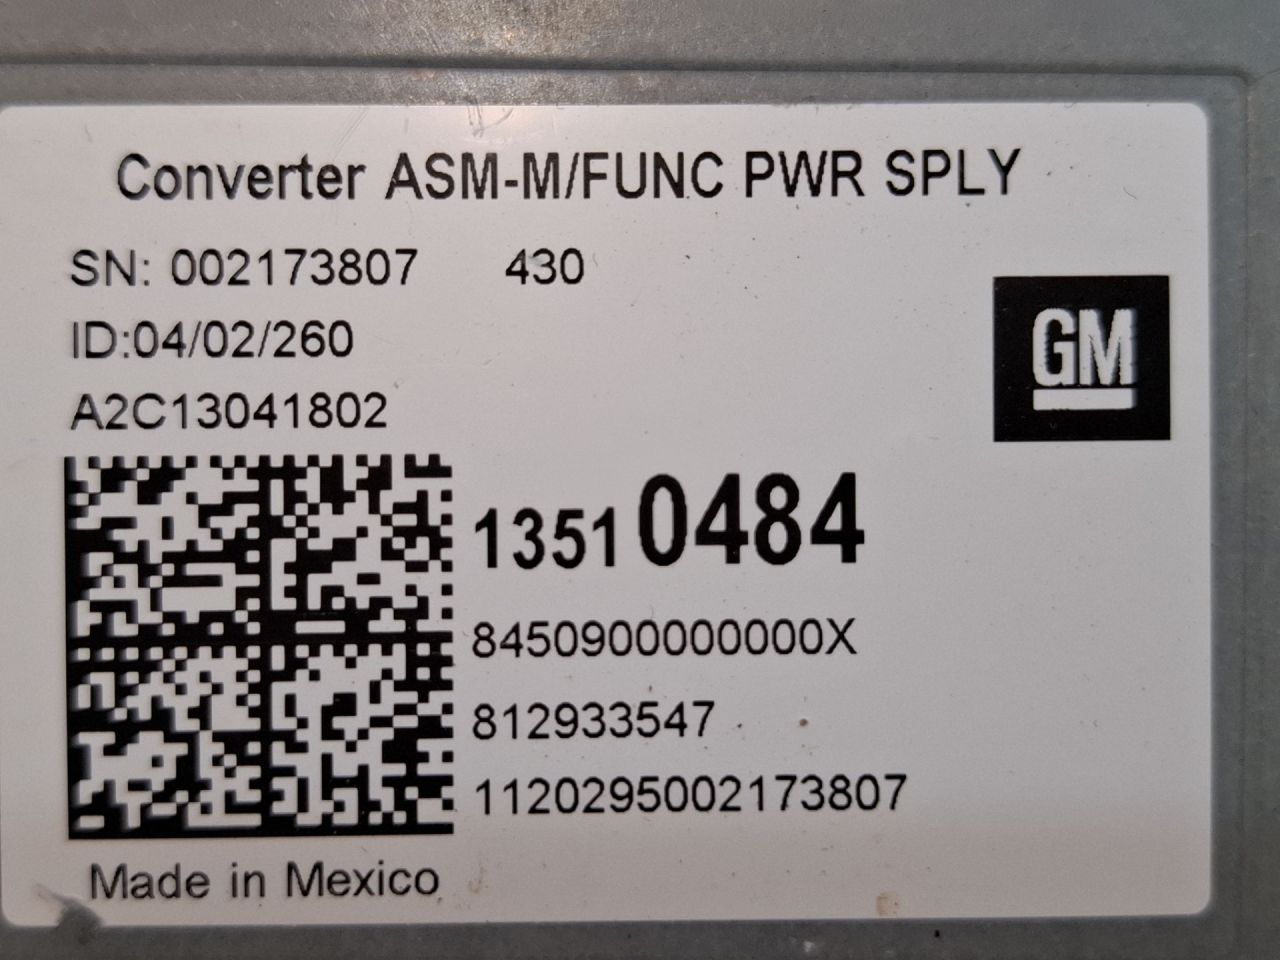 Converter ASM-M/FUNC PWR SPLY
SN: 002173807 430
ID:04/02/260
A2C13041802
GM
13510484
8450900000000X
812933547
1120295002173807
Made in Mexico